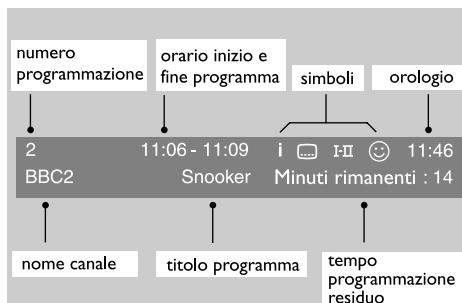 numero
programmazione
orario inizio e
fine programma
simboli
orologio
2 11:06 - 11:09 i I-II 11:46
BBC2 Snooker Minuti rimanenti : 14
nome canale
titolo programma
tempo
programmazione
residuo